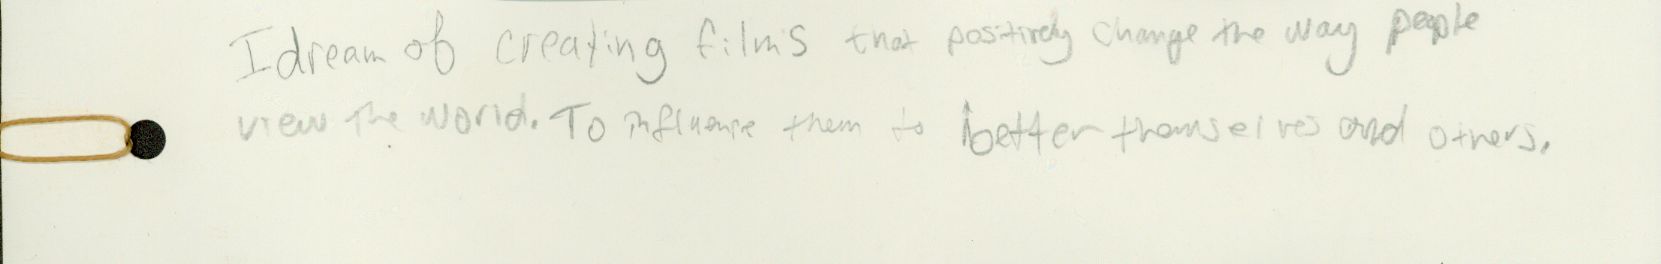 I dream of creating films that positively change the way people
view the world. To influence them to better themselves and others.